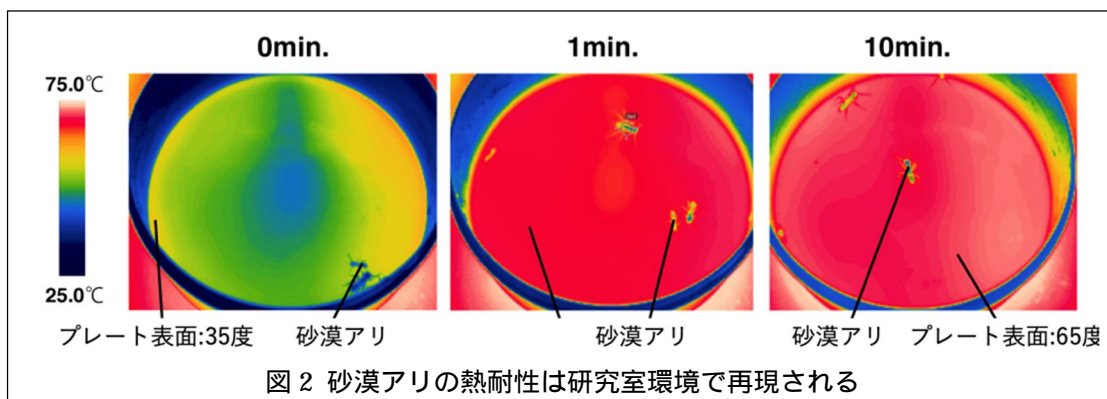 0min. 1min. 10min.
75.0℃
25.0℃
プレート表面:35度 砂漠アリ 砂漠アリ 砂漠アリ プレート表面:65度
図 2 砂漠アリの熱耐性は研究室環境で再現される